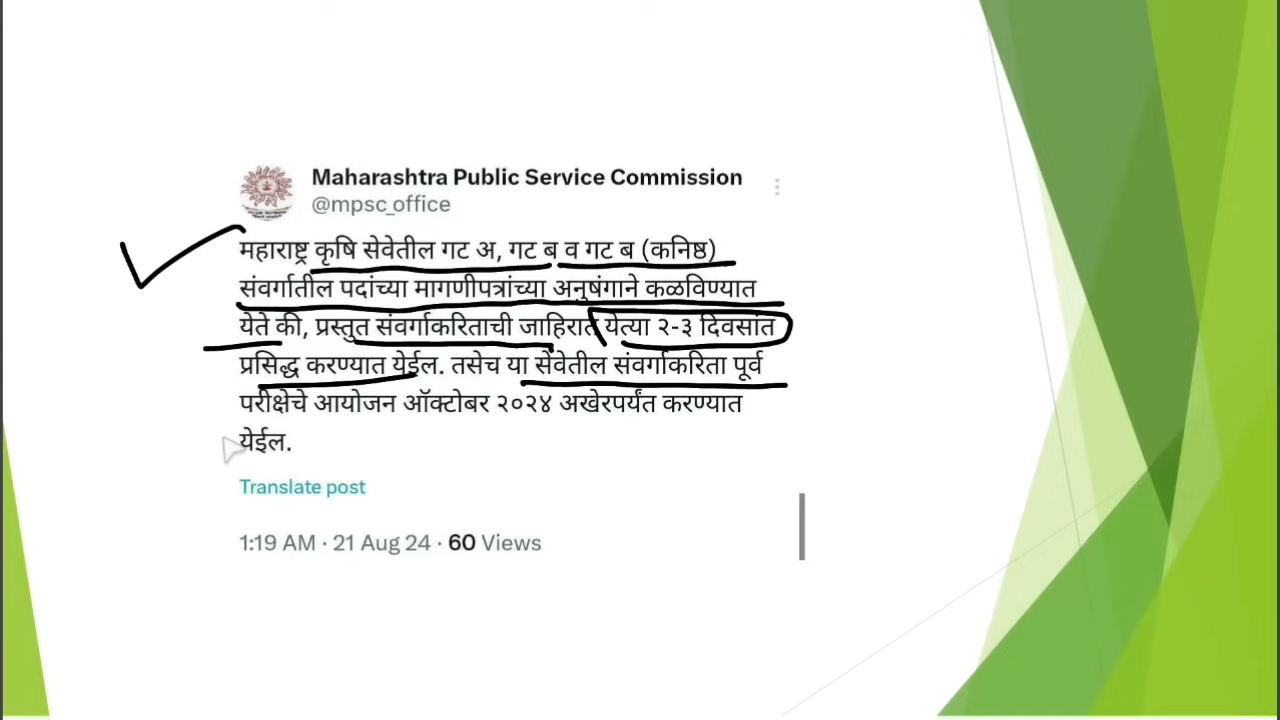 Maharashtra Public Service Commission
@mpsc_office
महाराष्ट्र कृषि सेवेतील गट अ, गट ब व गट ब (कनिष्ठ)
संवर्गातील पदांच्या मागणीपत्रांच्या अनुषंगाने कळविण्यात
येते की, प्रस्तुत संवर्गाकरिताची जाहिरात येत्या २-३ दिवसांत
प्रसिद्ध करण्यात येईल. तसेच या सेवेतील संवर्गाकरिता पूर्व
परीक्षेचे आयोजन ऑक्टोबर २०२४ अखेरपर्यंत करण्यात
येईल.
Translate post
1:19 AM · 21 Aug 24 · 60 Views